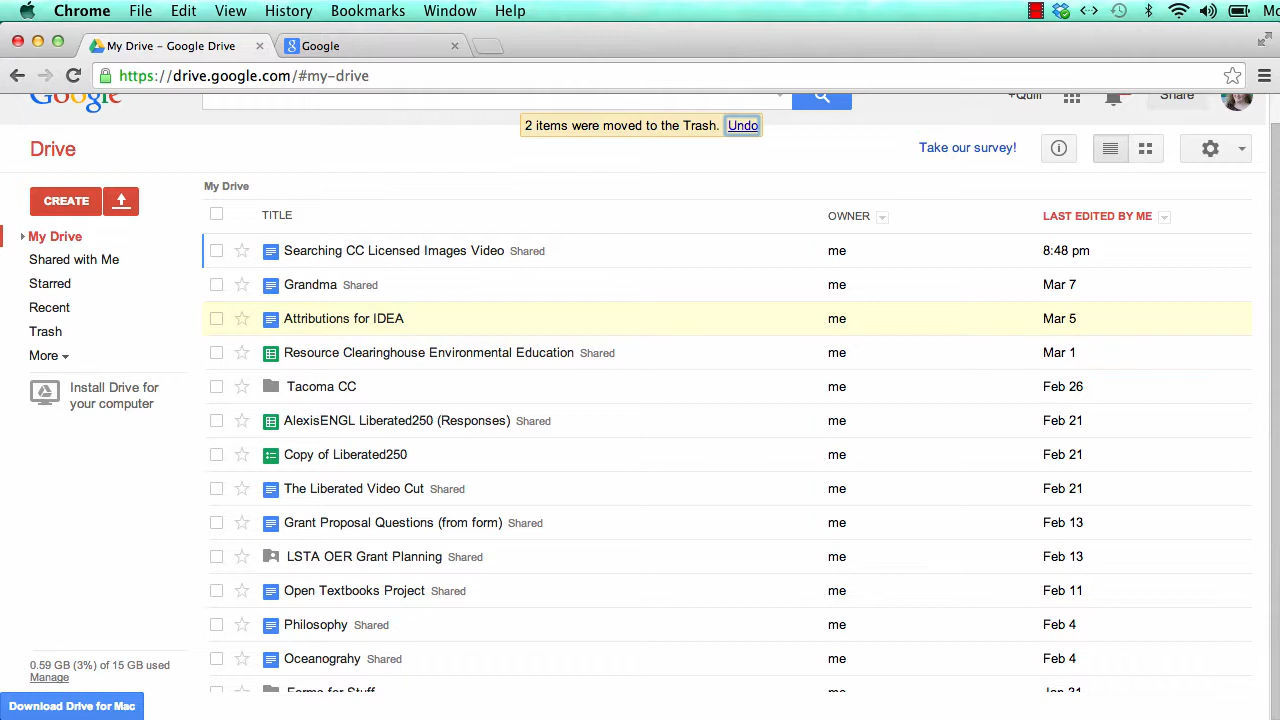 Chrome File Edit View History Bookmarks Window Help
My Drive – Google Drive
Google
https://drive.google.com/#my-drive
Google
Share
2 items were moved to the Trash. Undo
Drive
Take our survey!
CREATE
My Drive
Shared with Me
Starred
Recent
Trash
More
Install Drive for
your computer
My Drive
TITLE OWNER LAST EDITED BY ME
Searching CC Licensed Images Video Shared me 8:48 pm
Grandma Shared me Mar 7
Attributions for IDEA me Mar 5
Resource Clearinghouse Environmental Education Shared me Mar 1
Tacoma CC me Feb 26
AlexisENGL Liberated250 (Responses) Shared me Feb 21
Copy of Liberated250 me Feb 21
The Liberated Video Cut Shared me Feb 21
Grant Proposal Questions (from form) Shared me Feb 13
LSTA OER Grant Planning Shared me Feb 13
Open Textbooks Project Shared me Feb 11
Philosophy Shared me Feb 4
Oceanograhy Shared me Feb 4
Forms for Stuff Jan 31
0.59 GB (3%) of 15 GB used
Manage
Download Drive for Mac